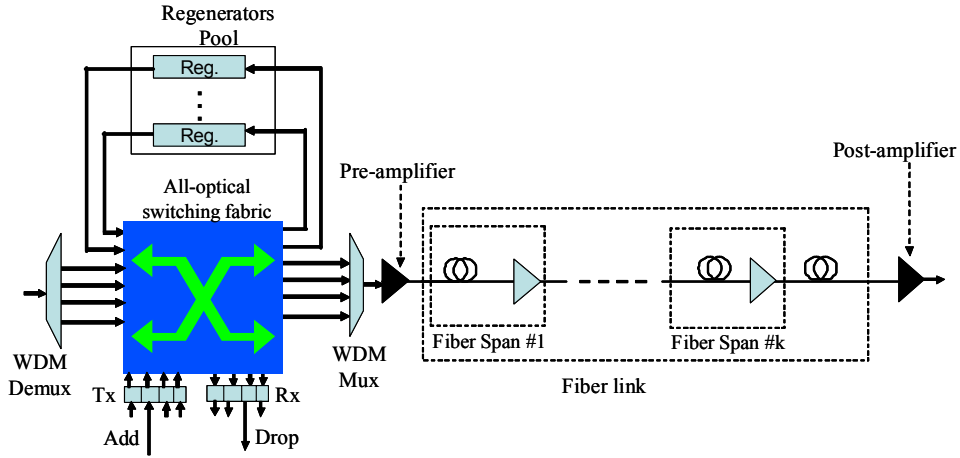 Regenerators
Pool
Reg.
Reg.
All-optical
switching fabric
Pre-amplifier
Post-amplifier
Fiber Span #1
Fiber Span #k
Fiber link
WDM
Demux
WDM
Mux
Tx
Rx
Add
Drop